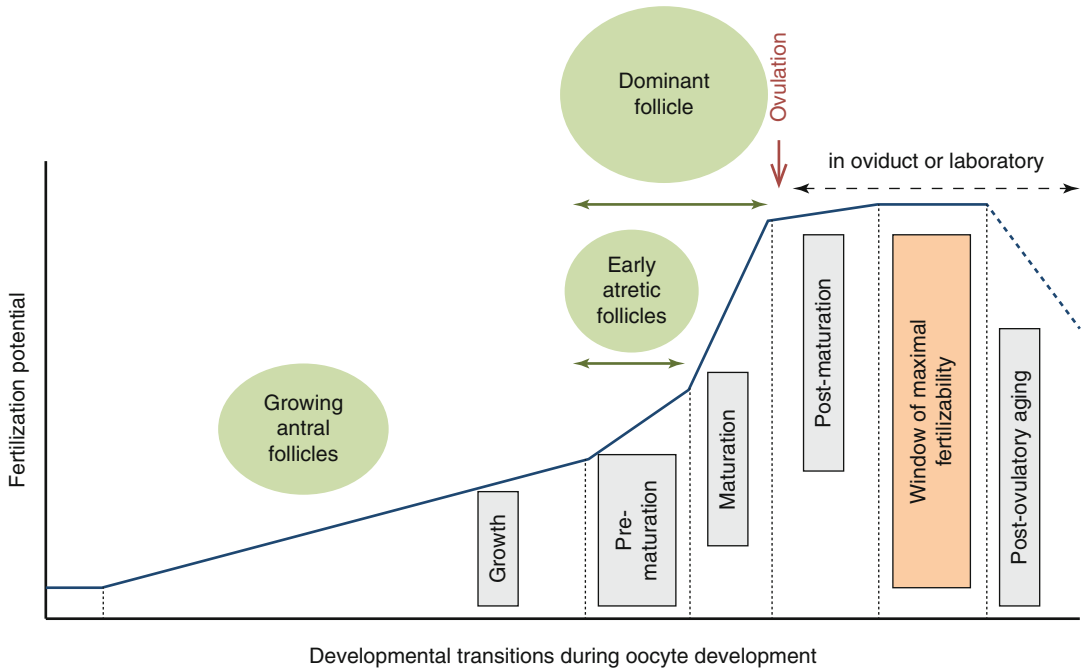 Dominant
follicle
Ovulation
in oviduct or laboratory
Early
atretic
follicles
Growing
antral
follicles
Fertilization potential
Growth
Pre-
maturation
Maturation
Post-maturation
Window of maximal
fertilizability
Post-ovulatory aging
Developmental transitions during oocyte development